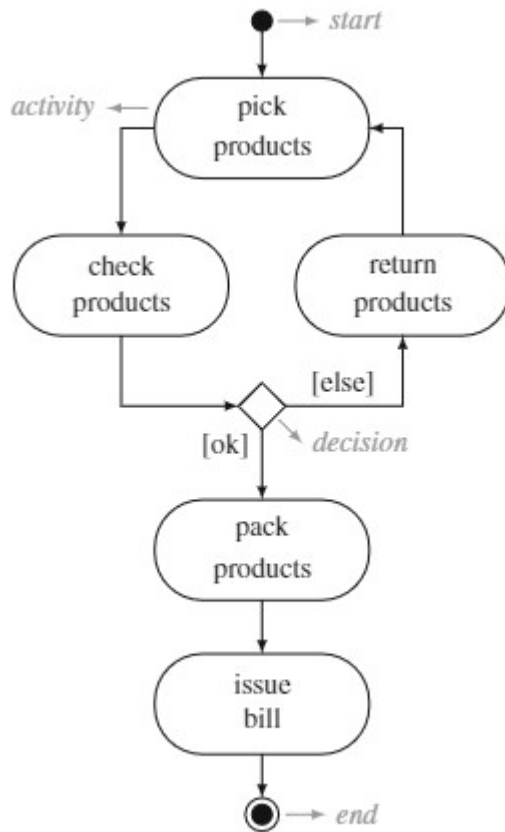 start
activity
pick
products
check
products
return
products
[else]
[ok]
decision
pack
products
issue
bill
end